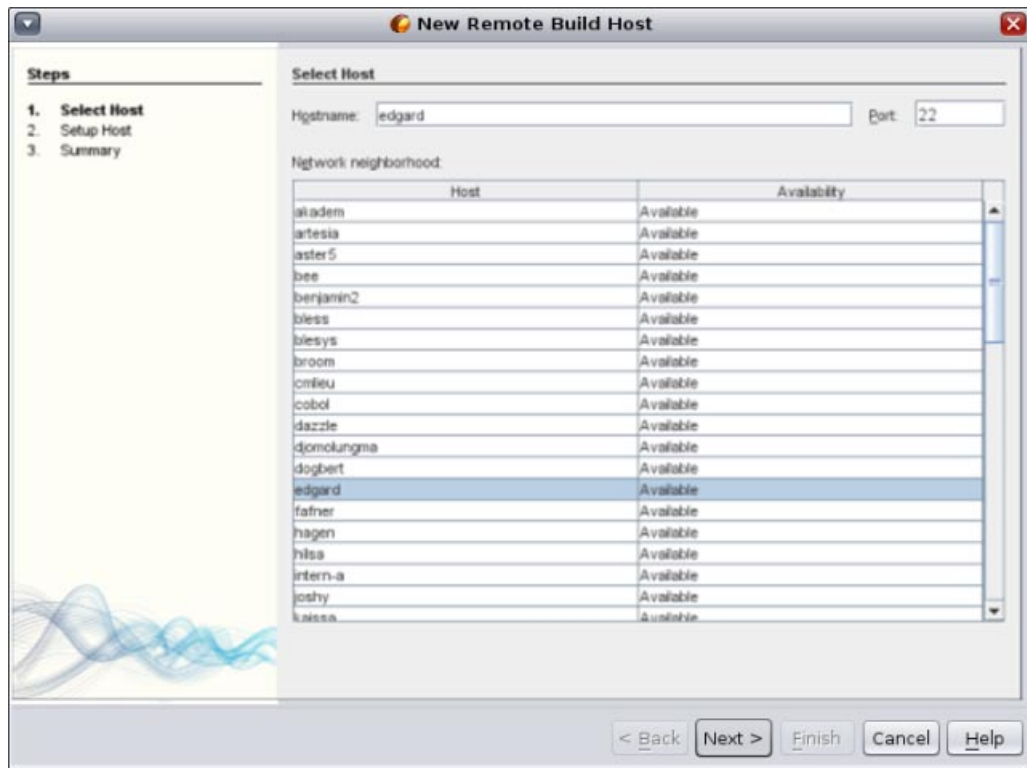 New Remote Build Host
Steps
1. Select Host
2. Setup Host
3. Summary
Select Host
Hostname: edgard Port: 22
Network neighborhood:
Host Availability
akadem Available
artesia Available
aster5 Available
bee Available
benjamin2 Available
bless Available
blesys Available
broom Available
cmlieu Available
cobol Available
dazzle Available
djomolungma Available
dogbert Available
edgard Available
fafner Available
hagen Available
hilsa Available
intern-a Available
joshy Available
kaissa Available
< Back Next > Finish Cancel Help